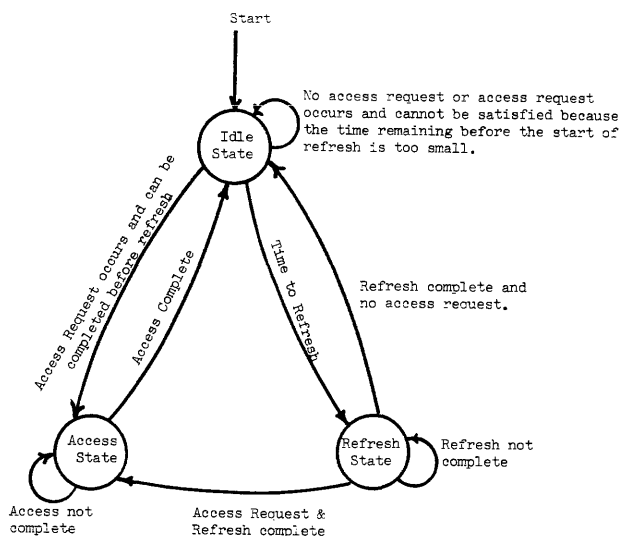 Start
No access request or access request
occurs and cannot be satisfied because
the time remaining before the start of
refresh is too small.
Idle
State
Access Request occurs and can be
completed before refresh
Access Complete
Time to Refresh
Refresh complete and
no access request.
Access
State
Refresh
State
Refresh not
complete
Access not
complete
Access Request &
Refresh complete